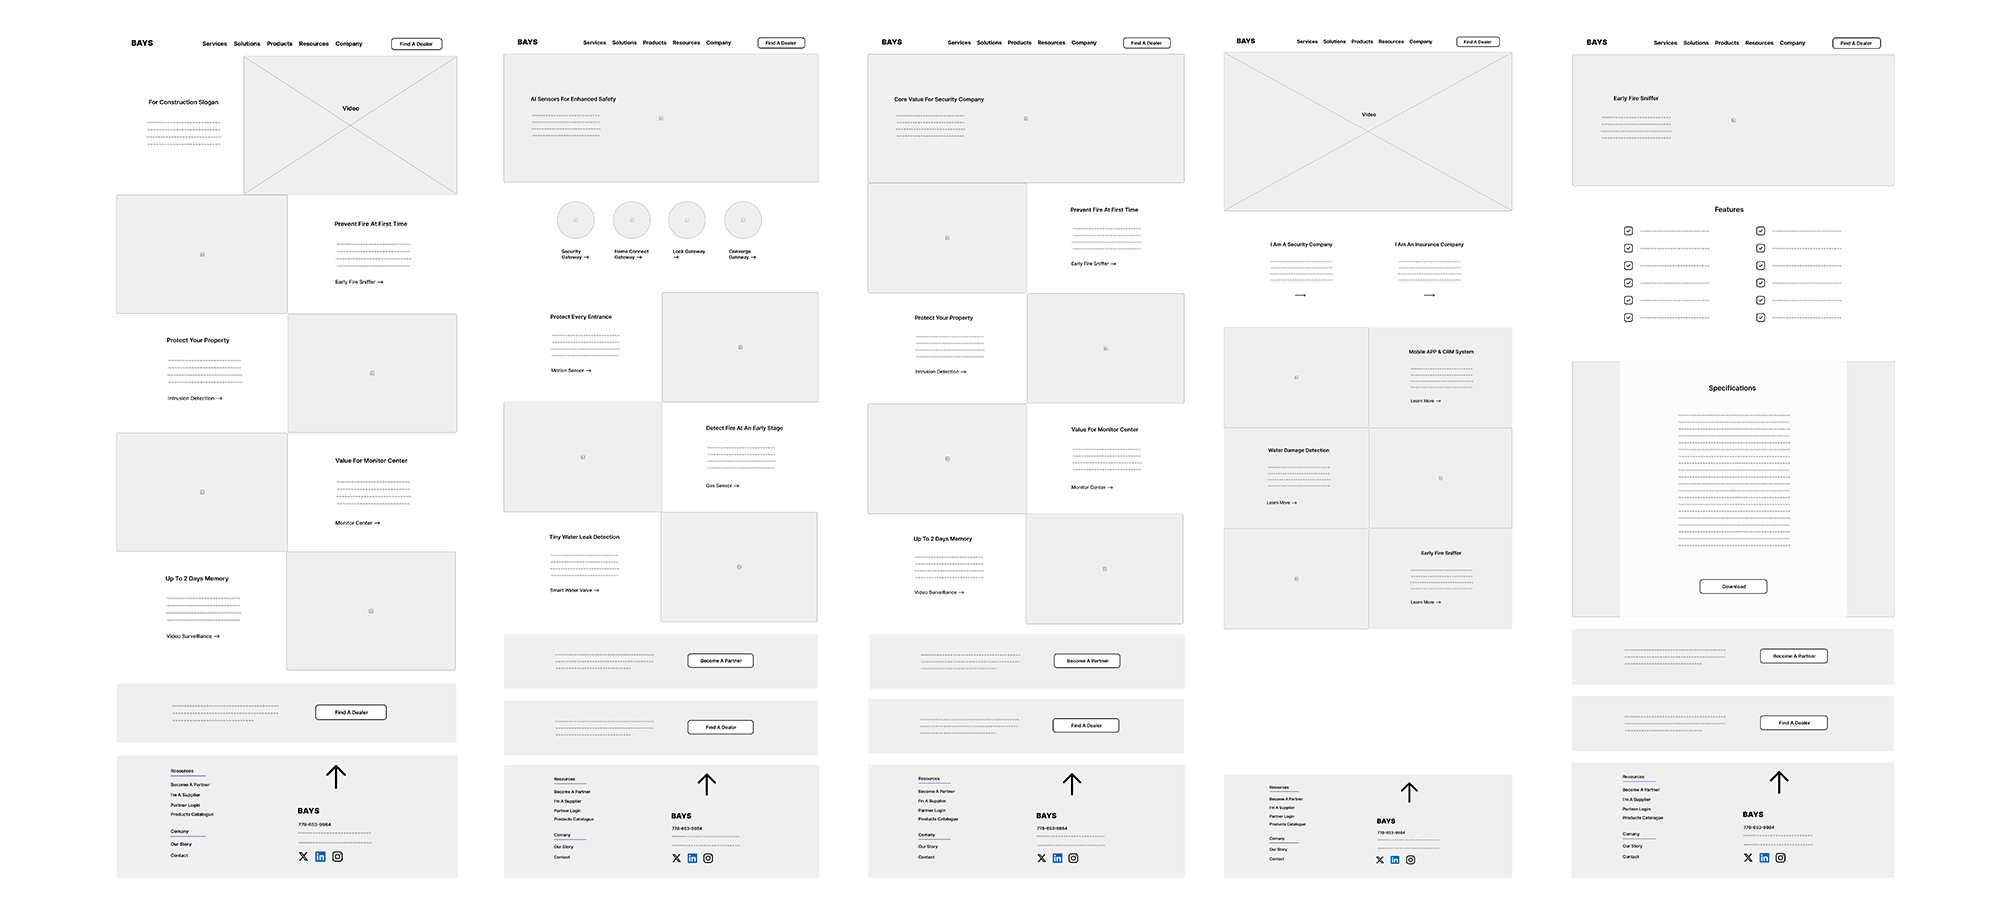 BAYS
Services Solutions Products Resources Company
Find A Dealer
For Construction Slogan
Video
Prevent Fire At First Time
Early Fire Sniffer →
Protect Your Property
Intrusion Detection →
Value For Monitor Center
Monitor Center →
Up To 2 Days Memory
Video Surveillance →
Find A Dealer
Resources
Become A Partner
I'm A Supplier
Partner Login
Products Catalogue
Comany
Our Story
Contact
BAYS
778-653-9984
BAYS
Services Solutions Products Resources Company
Find A Dealer
AI Sensors For Enhanced Safety
Security
Gateway →
Home Connect
Gateway →
Lock Gateway
→
Converge
Gateway →
Protect Every Entrance
Motion Sensor →
Detect Fire At An Early Stage
Gas Sensor →
Tiny Water Leak Detection
Smart Water Valve →
Become A Partner
Find A Dealer
Resources
Become A Partner
I'm A Supplier
Partner Login
Products Catalogue
Comany
Our Story
Contact
BAYS
778-653-9984
BAYS
Services Solutions Products Resources Company
Find A Dealer
Core Value For Security Company
Prevent Fire At First Time
Early Fire Sniffer →
Protect Your Property
Intrusion Detection →
Value For Monitor Center
Monitor Center →
Up To 2 Days Memory
Video Surveillance →
Become A Partner
Find A Dealer
Resources
Become A Partner
I'm A Supplier
Partner Login
Products Catalogue
Comany
Our Story
Contact
BAYS
778-653-9984
BAYS
Services Solutions Products Resources Company
Find A Dealer
Video
I Am A Security Company
I Am An Insurance Company
Mobile APP & CRM System
Learn More →
Water Damage Detection
Learn More →
Early Fire Sniffer
Learn More →
Resources
Become A Partner
I'm A Supplier
Partner Login
Products Catalogue
Comany
Our Story
Contact
BAYS
778-653-9984
BAYS
Services Solutions Products Resources Company
Find A Dealer
Early Fire Sniffer
Features
Specifications
Download
Become A Partner
Find A Dealer
Resources
Become A Partner
I'm A Supplier
Partner Login
Products Catalogue
Comany
Our Story
Contact
BAYS
778-653-9984